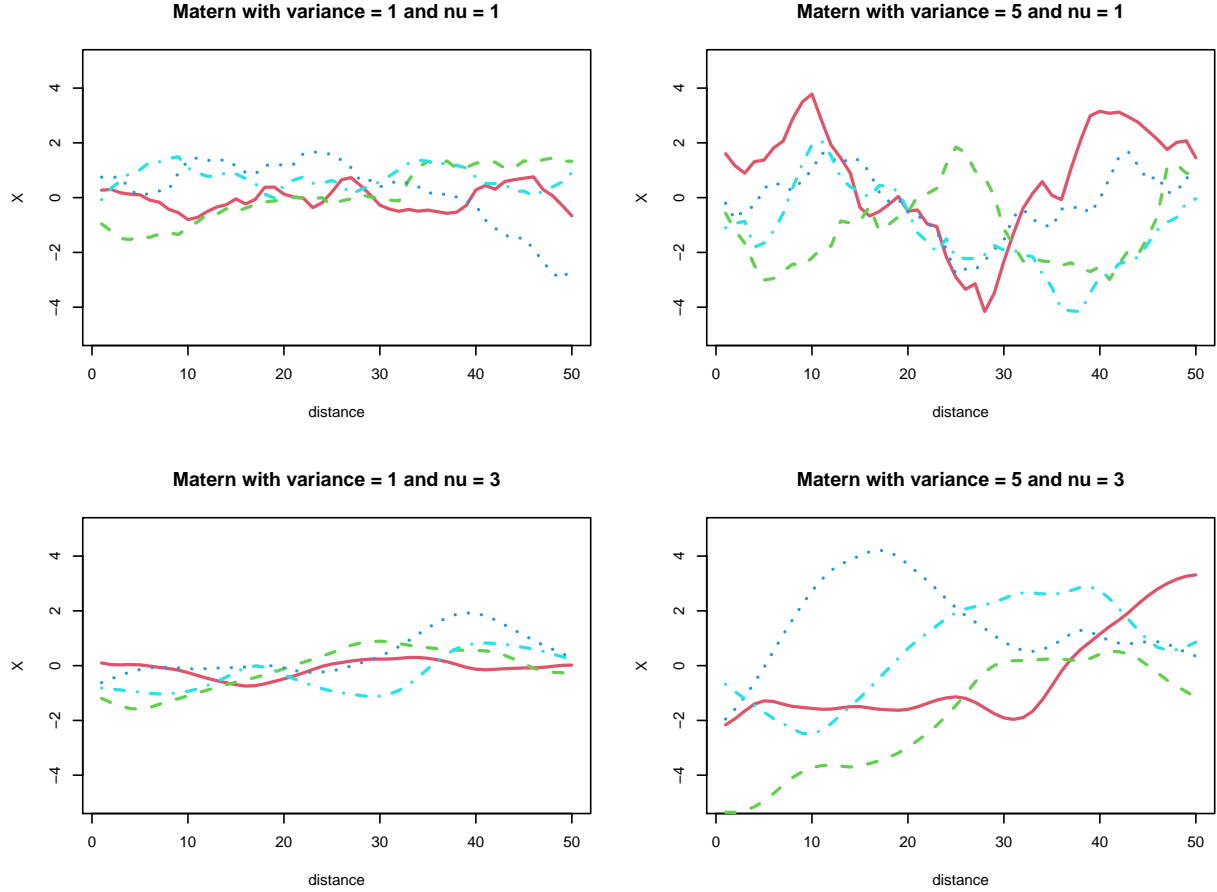 Matern with variance = 1 and nu = 1
4
2
0
−2
−4
X
0 10 20 30 40 50
distance
Matern with variance = 5 and nu = 1
4
2
0
−2
−4
X
0 10 20 30 40 50
distance
Matern with variance = 1 and nu = 3
4
2
0
−2
−4
X
0 10 20 30 40 50
distance
Matern with variance = 5 and nu = 3
4
2
0
−2
−4
X
0 10 20 30 40 50
distance